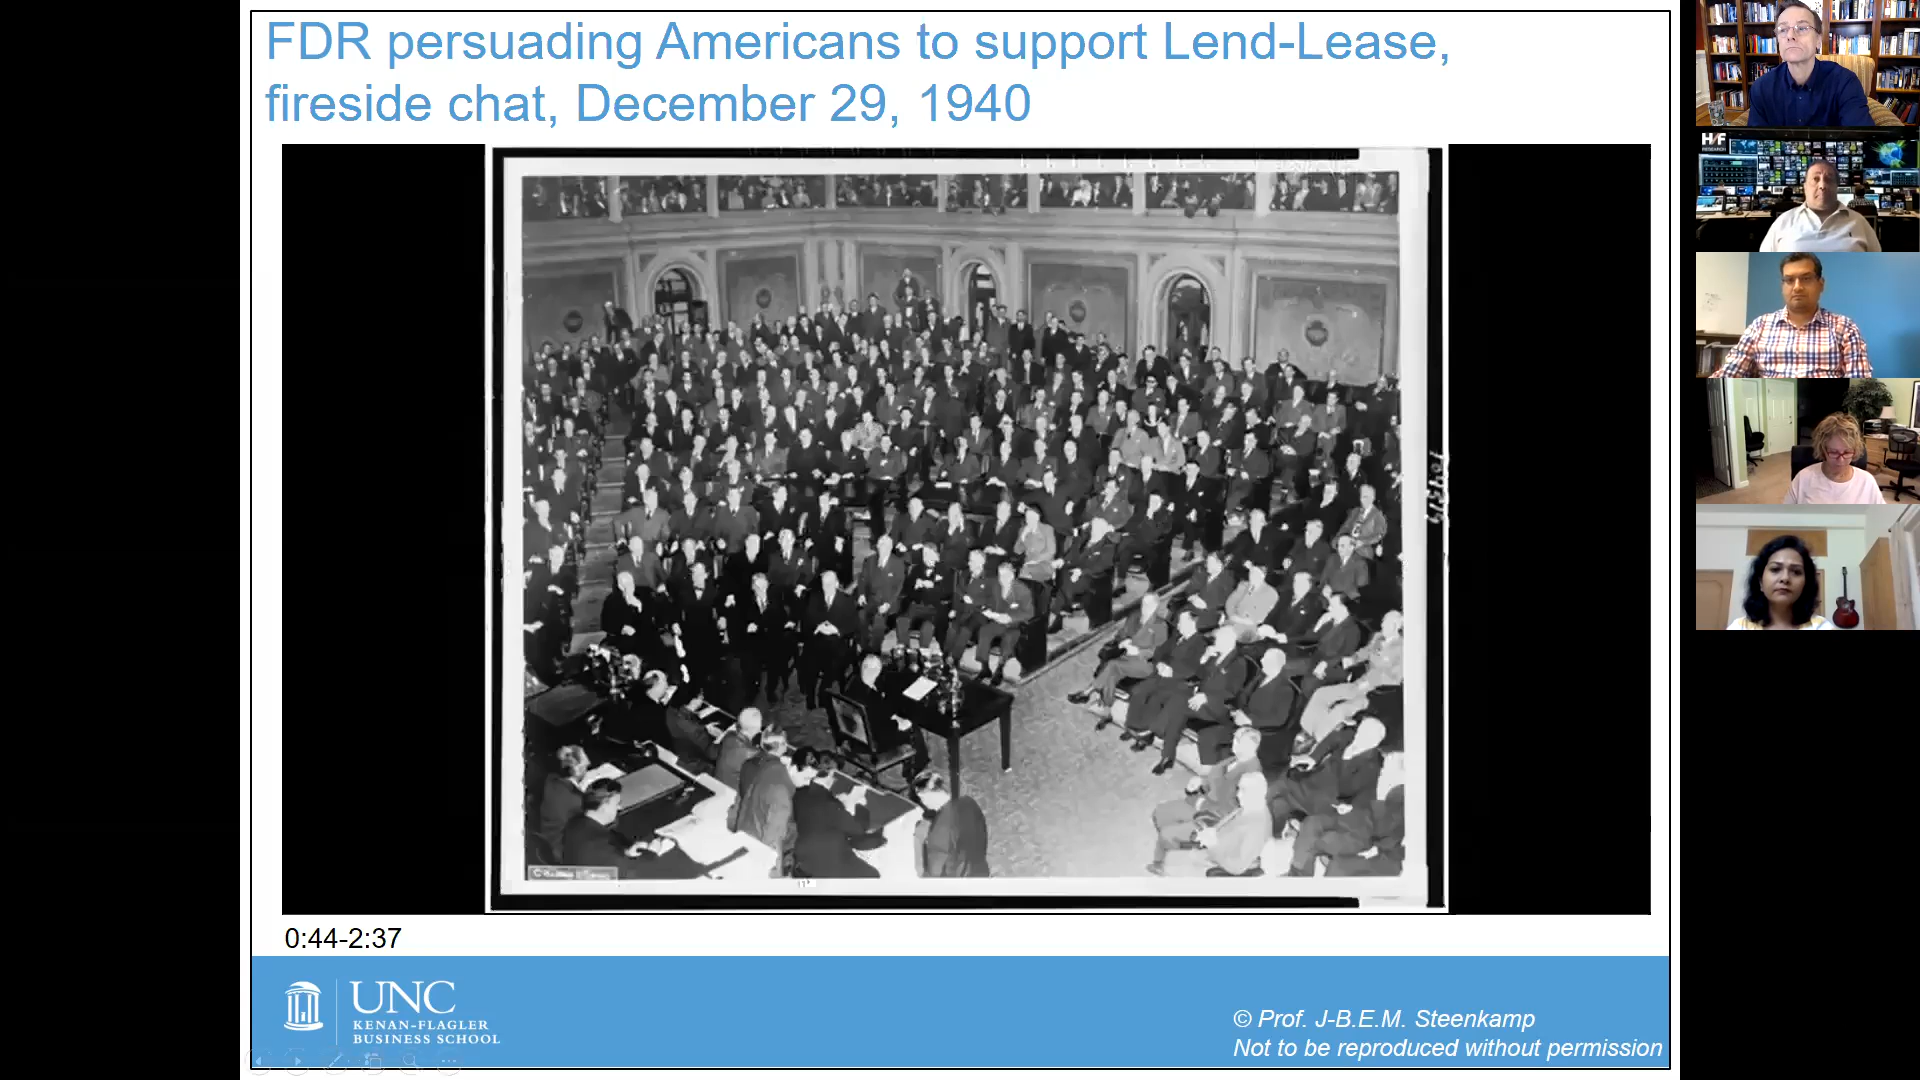 FDR persuading Americans to support Lend-Lease,
fireside chat, December 29, 1940
0:44-2:37
UNC
KENAN-FLAGLER
BUSINESS SCHOOL
© Prof. J-B.E.M. Steenkamp
Not to be reproduced without permission
RESEARCH